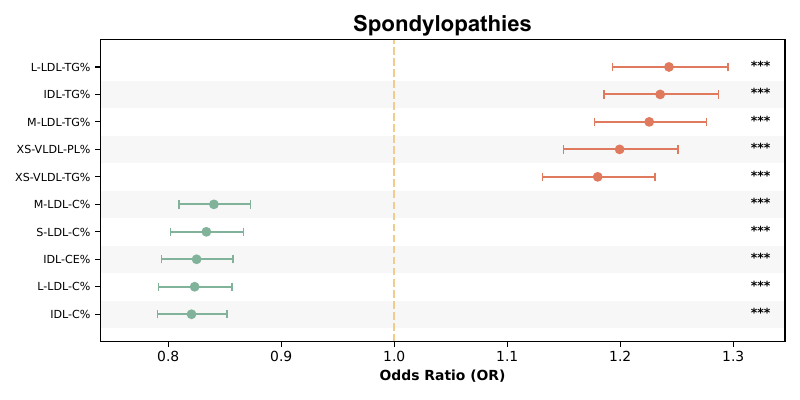 Spondylopathies
L-LDL-TG% ***
IDL-TG% ***
M-LDL-TG% ***
XS-VLDL-PL% ***
XS-VLDL-TG% ***
M-LDL-C% ***
S-LDL-C% ***
IDL-CE% ***
L-LDL-C% ***
IDL-C% ***
0.8 0.9 1.0 1.1 1.2 1.3
Odds Ratio (OR)